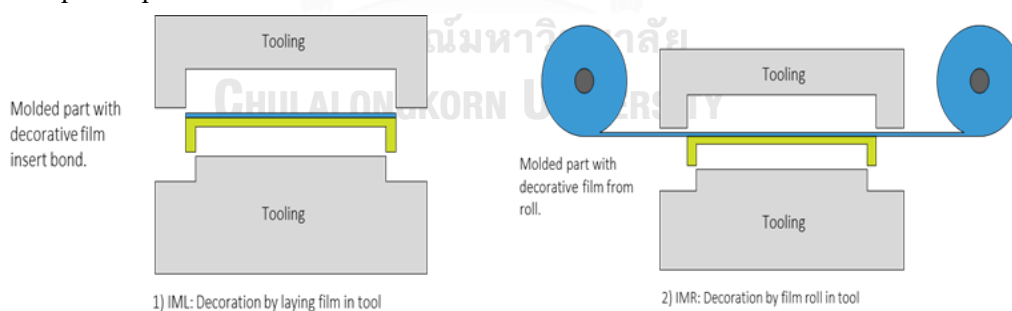 Tooling
Molded part with
decorative film
insert bond.
Tooling
1) IML: Decoration by laying film in tool
Tooling
Molded part with
decorative film from
roll.
Tooling
2) IMR: Decoration by film roll in tool
CHULALONGKORN UNIVERSITY